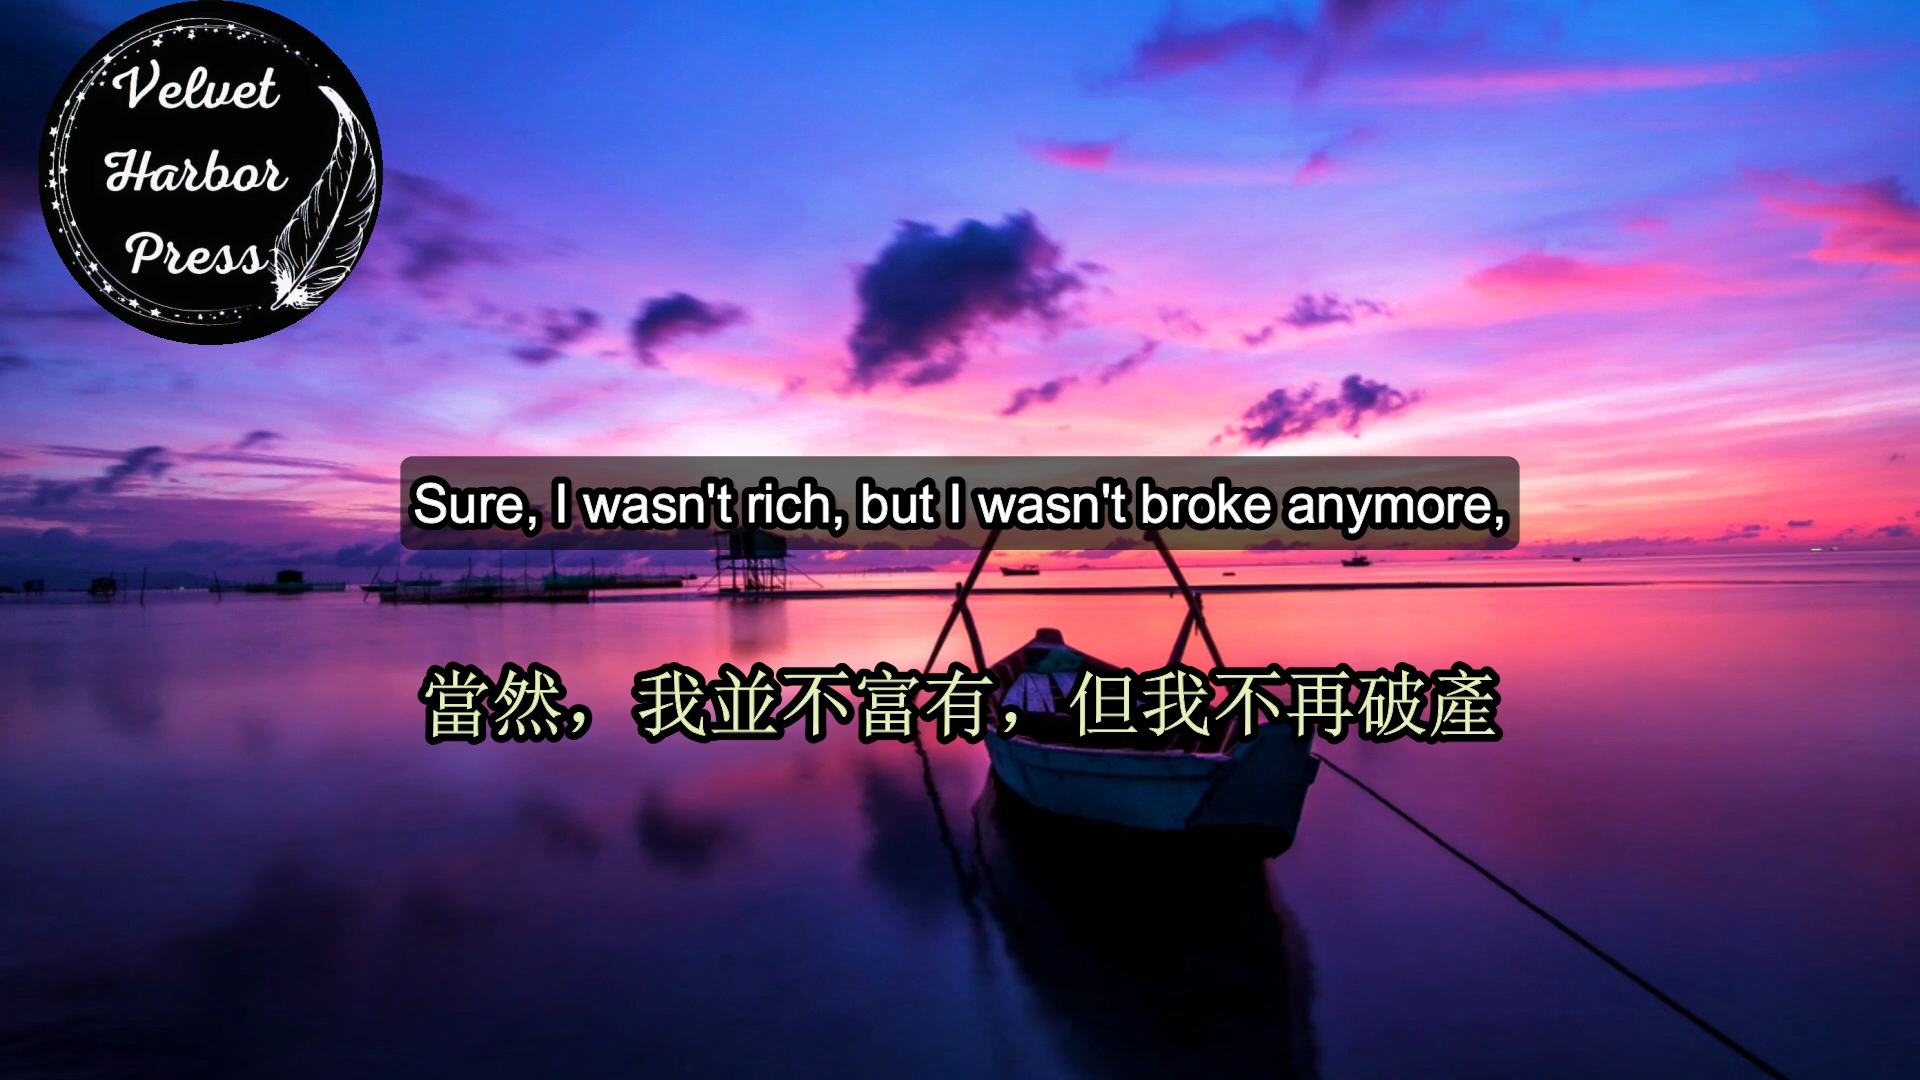 Velvet
Harbor
Press
Sure, I wasn't rich, but I wasn't broke anymore,
當然，我並不富有，但我不再破產